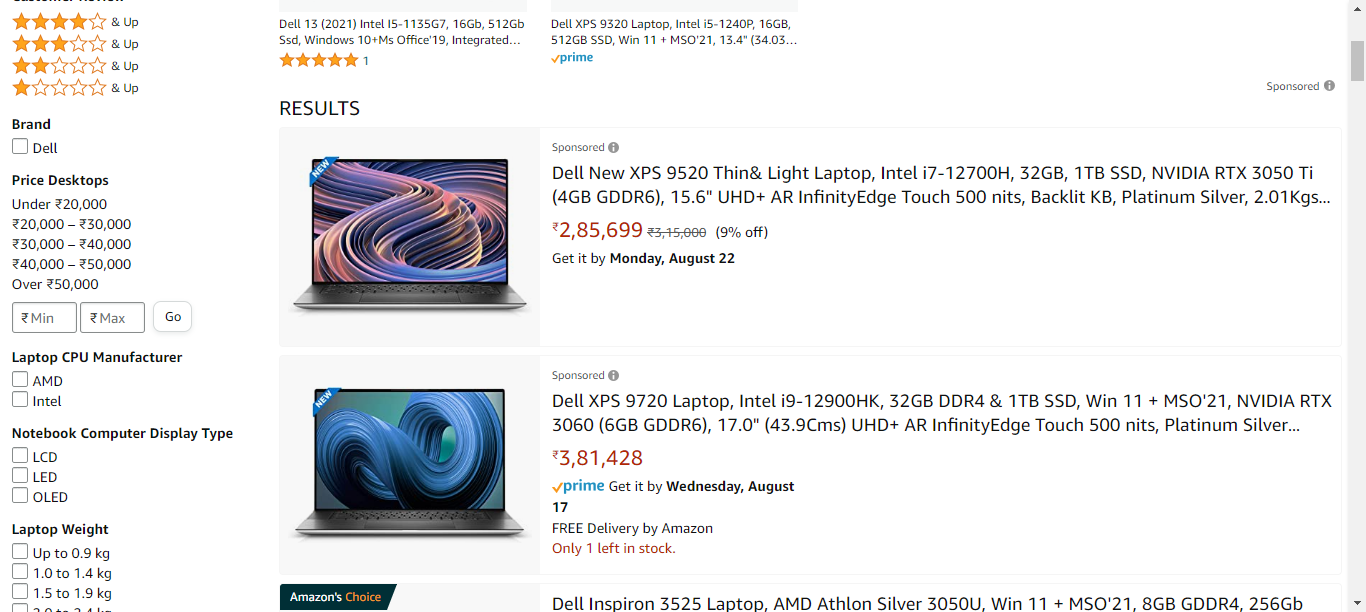 & Up
& Up
& Up
& Up
Brand
Dell
Price Desktops
Under ₹20,000
₹20,000 – ₹30,000
₹30,000 – ₹40,000
₹40,000 – ₹50,000
Over ₹50,000
₹ Min ₹ Max Go
Laptop CPU Manufacturer
AMD
Intel
Notebook Computer Display Type
LCD
LED
OLED
Laptop Weight
Up to 0.9 kg
1.0 to 1.4 kg
1.5 to 1.9 kg
Dell 13 (2021) Intel I5-1135G7, 16Gb, 512Gb
Ssd, Windows 10+Ms Office'19, Integrated...
1
Dell XPS 9320 Laptop, Intel i5-1240P, 16GB,
512GB SSD, Win 11 + MSO'21, 13.4" (34.03...
prime
Sponsored
RESULTS
NEW
Sponsored
Dell New XPS 9520 Thin& Light Laptop, Intel i7-12700H, 32GB, 1TB SSD, NVIDIA RTX 3050 Ti
(4GB GDDR6), 15.6" UHD+ AR InfinityEdge Touch 500 nits, Backlit KB, Platinum Silver, 2.01Kgs...
₹2,85,699 ₹3,15,000 (9% off)
Get it by Monday, August 22
NEW
Sponsored
Dell XPS 9720 Laptop, Intel i9-12900HK, 32GB DDR4 & 1TB SSD, Win 11 + MSO'21, NVIDIA RTX
3060 (6GB GDDR6), 17.0" (43.9Cms) UHD+ AR InfinityEdge Touch 500 nits, Platinum Silver...
₹3,81,428
prime Get it by Wednesday, August
17
FREE Delivery by Amazon
Only 1 left in stock.
Amazon's Choice
Dell Inspiron 3525 Laptop, AMD Athlon Silver 3050U, Win 11 + MSO'21, 8GB GDDR4, 256Gb